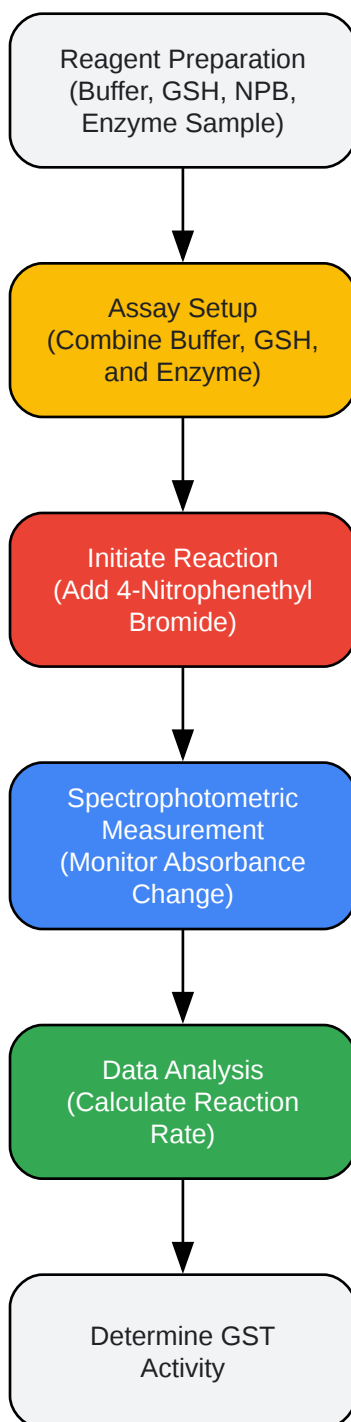 Reagent Preparation
(Buffer, GSH, NPB,
Enzyme Sample)
Assay Setup
(Combine Buffer, GSH,
and Enzyme)
Initiate Reaction
(Add 4-Nitrophenethyl
Bromide)
Spectrophotometric
Measurement
(Monitor Absorbance
Change)
Data Analysis
(Calculate Reaction
Rate)
Determine GST
Activity